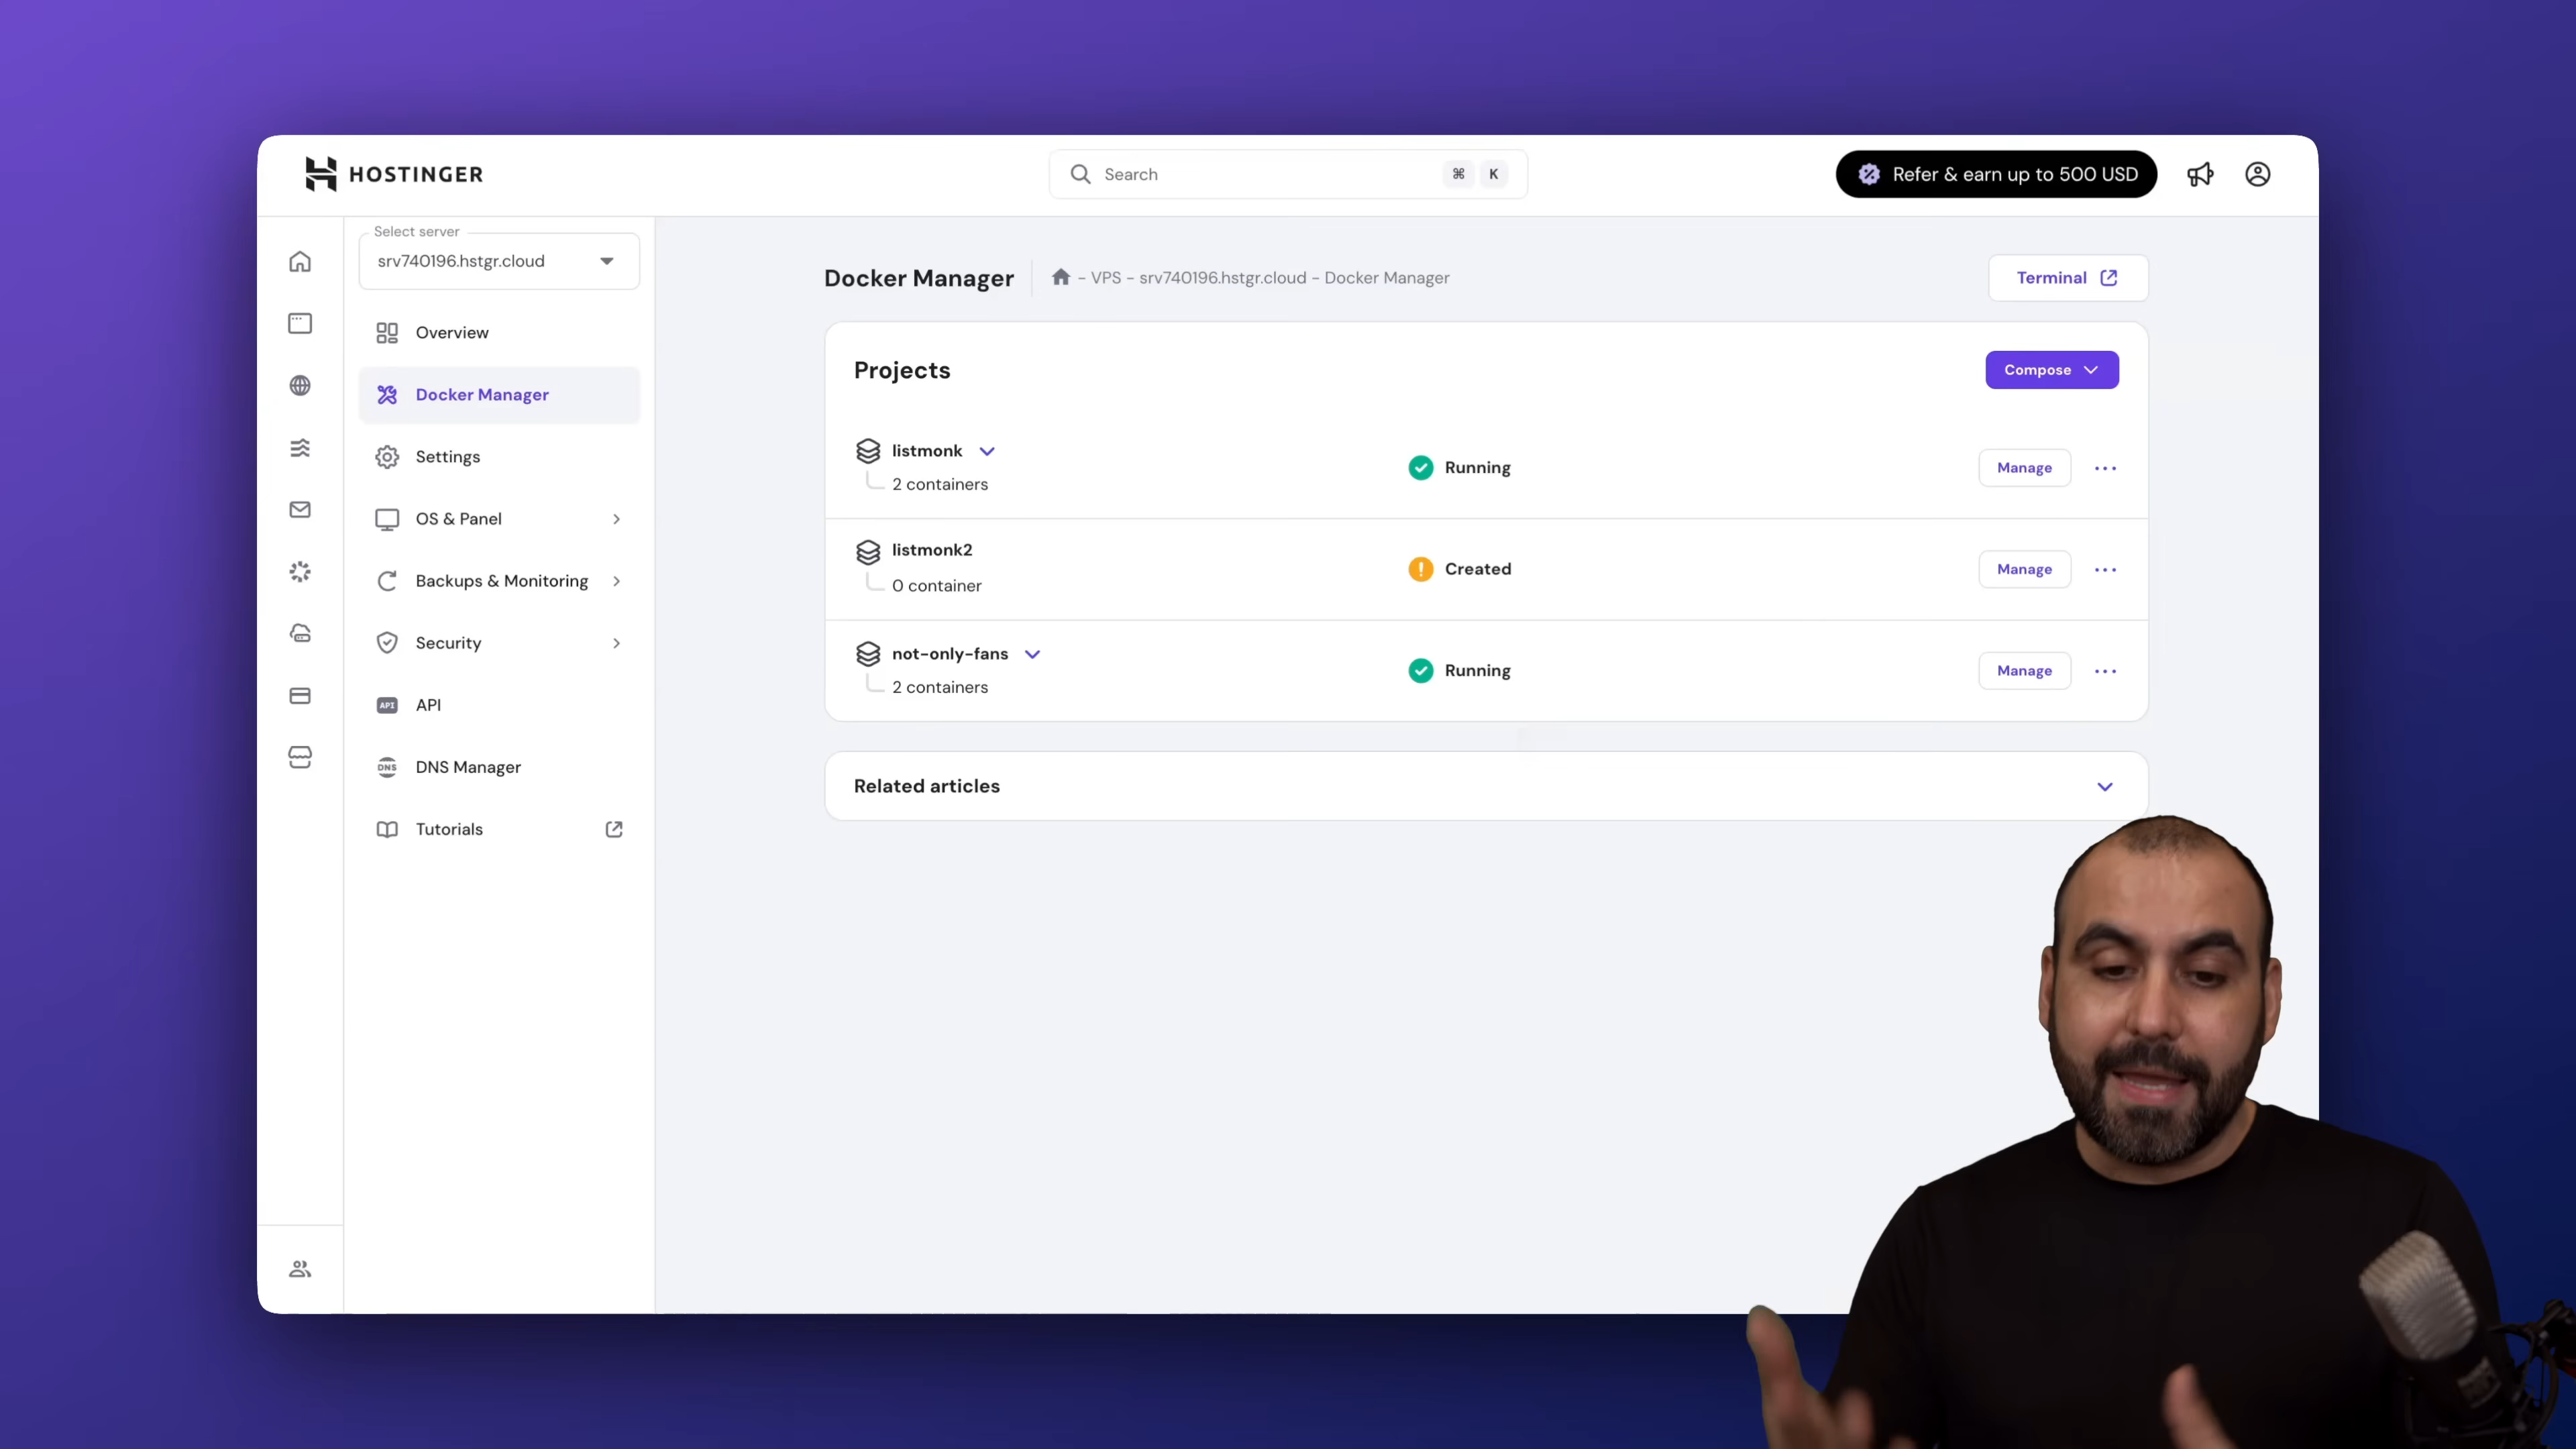 HOSTINGER
Search
⌘ K
Refer & earn up to 500 USD
Select server
srv740196.hstgr.cloud
Overview
Docker Manager
Settings
OS & Panel
Backups & Monitoring
Security
API API
DNS DNS Manager
Tutorials
Docker Manager
- VPS - srv740196.hstgr.cloud - Docker Manager
Terminal
Projects
Compose
listmonk
2 containers
Running
Manage
listmonk2
0 container
Created
Manage
not-only-fans
2 containers
Running
Manage
Related articles